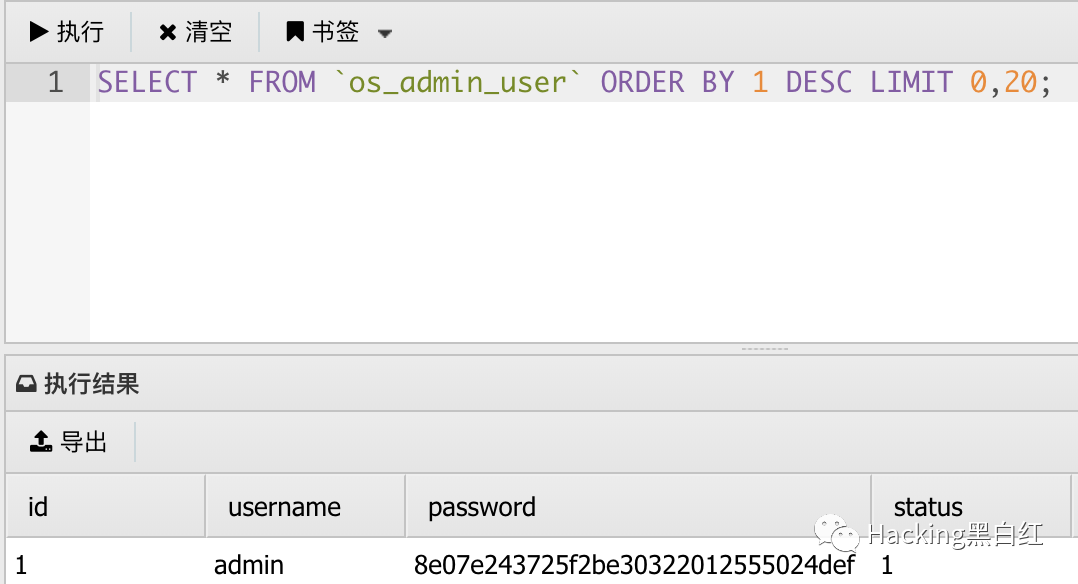 执行 清空 书签
1 SELECT * FROM `os_admin_user` ORDER BY 1 DESC LIMIT 0,20;
执行结果
导出
id username password status
Hacking黑白红
1 admin 8e07e243725f2be30322012555024def 1